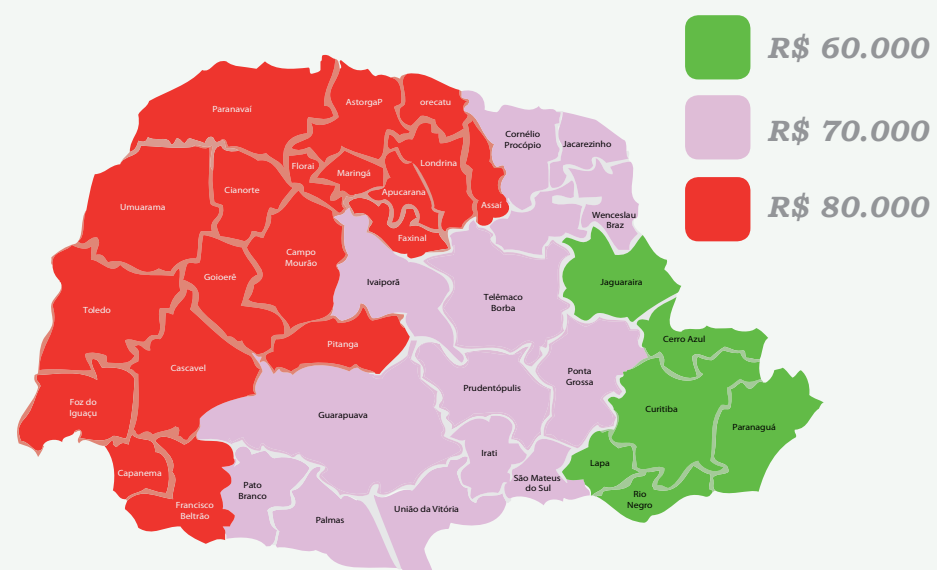 R$ 60.000
R$ 70.000
R$ 80.000
Paranavaí
AstorgaP
orecatu
Cornélio
Procópio
Jacarezinho
Florai
Maringá
Londrina
Apucarana
Cianorte
Umuarama
Assaí
Wenceslau
Braz
Faxinal
Campo
Mourão
Goioerê
Ivaiporã
Jaguaraira
Telêmaco
Borba
Toledo
Pitanga
Cerro Azul
Cascavel
Ponta
Grossa
Prudentópulis
Foz do
Iguaçu
Guarapuava
Curitiba
Paranaguá
Irati
Lapa
Capanema
Pato
Branco
São Mateus
do Sul
Rio
Negro
Francisco
Beltrão
União da Vitória
Palmas